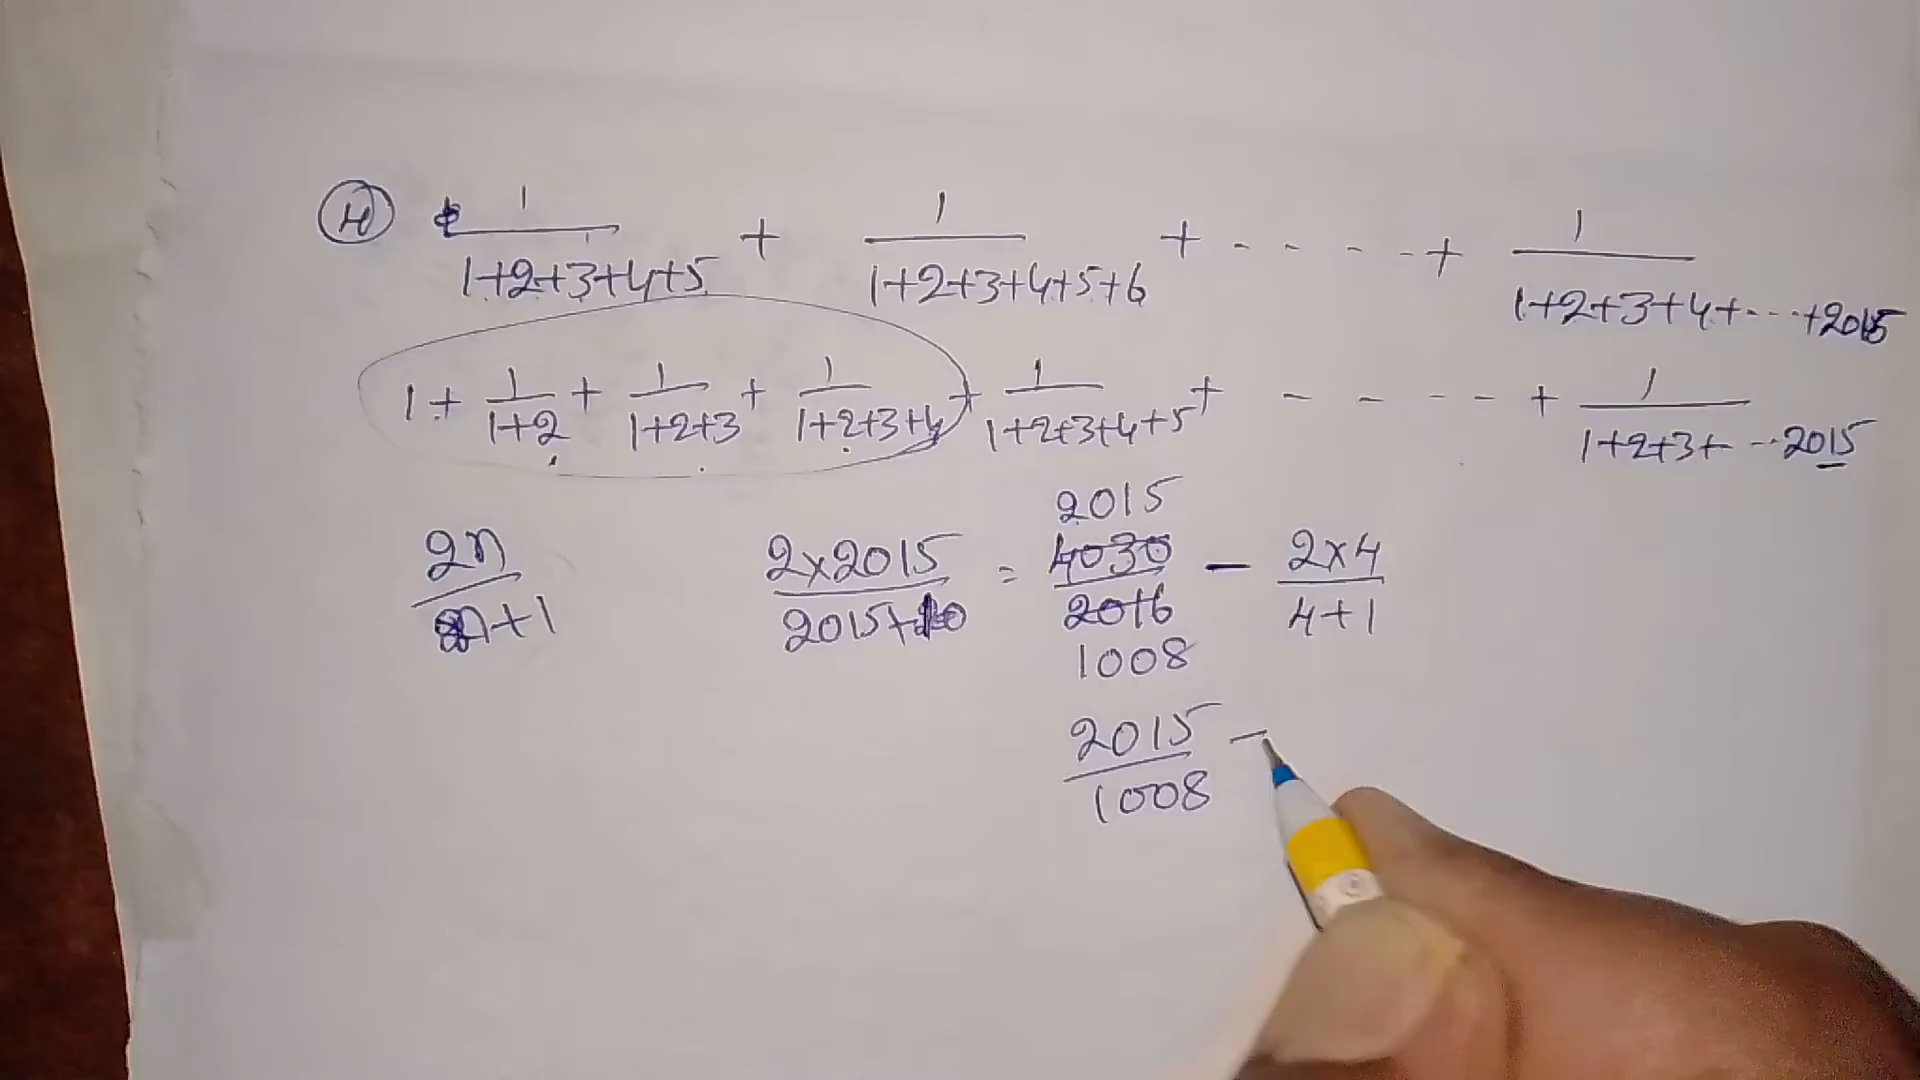 ④ 1/(1+2+3+4+5) + 1/(1+2+3+4+5+6) + - - - - + 1/(1+2+3+4+---+2015)
1 + 1/(1+2) + 1/(1+2+3) + 1/(1+2+3+4) + 1/(1+2+3+4+5) + - - - - + 1/(1+2+3+---2015)
2015
2n/(n+1) (2×2015)/(2015+1) = 4030/2016 − (2×4)/(4+1)
1008
2015/1008 −